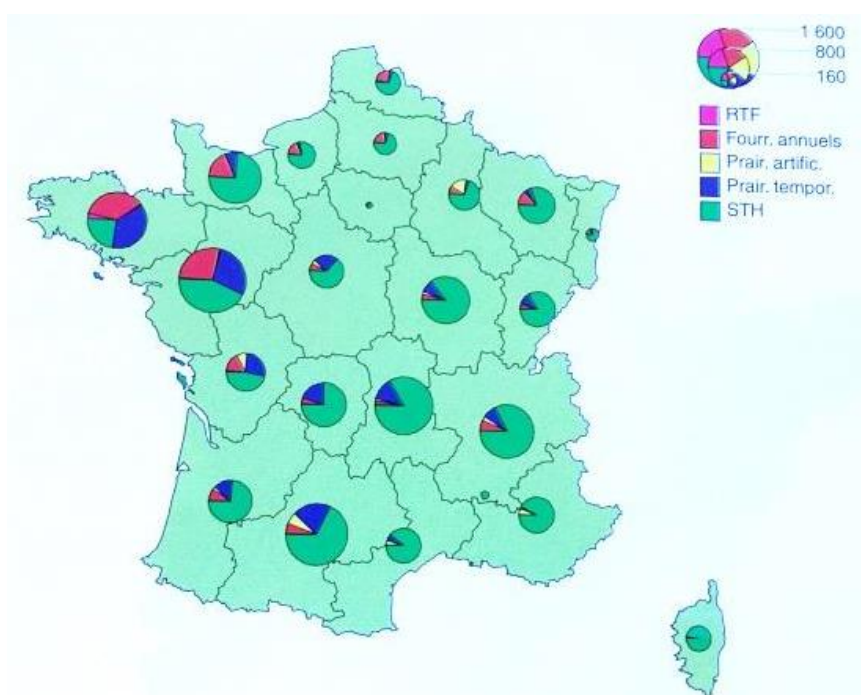 1 600
800
160
RTF
Fourr. annuels
Prair. artific.
Prair. tempor.
STH